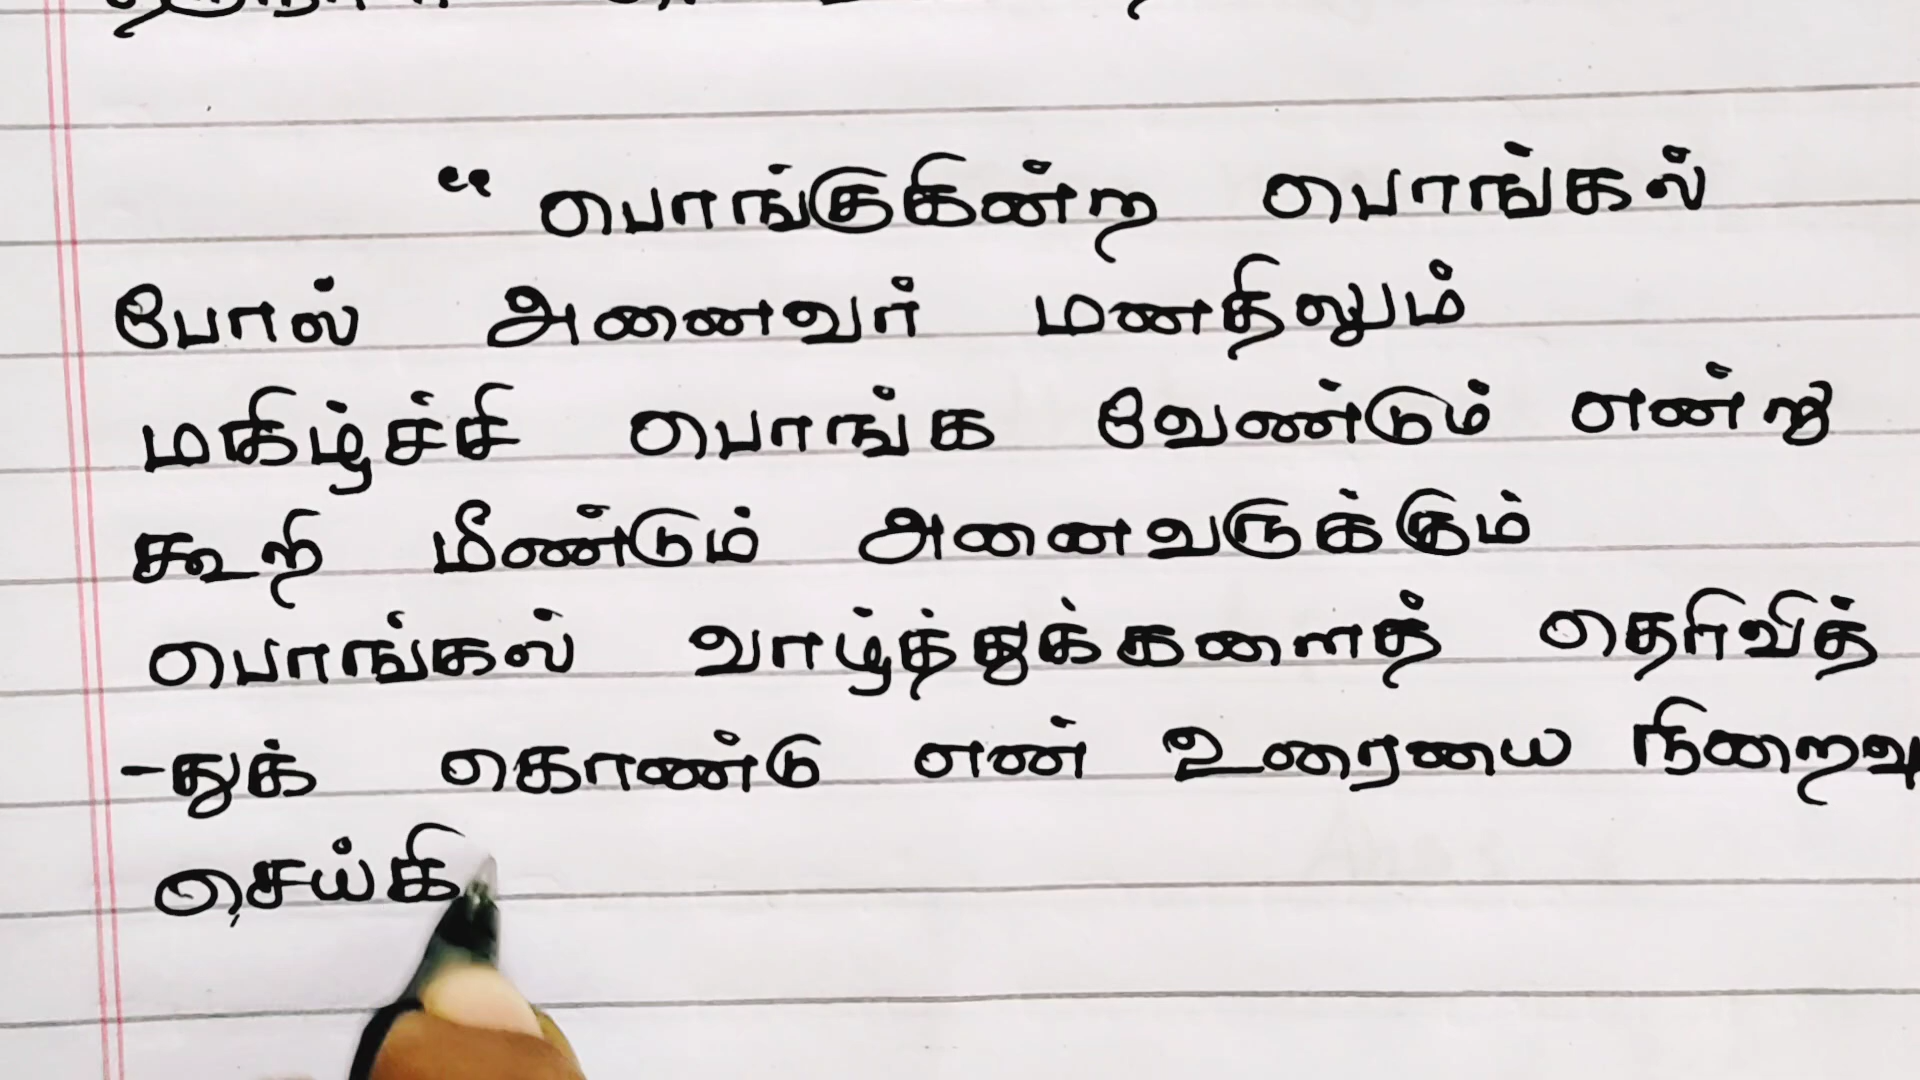 “ பொங்குகின்ற பொங்கல்
போல் அனைவர் மனதிலும்
மகிழ்ச்சி பொங்க வேண்டும் என்று
கூறி மீண்டும் அனைவருக்கும்
பொங்கல் வாழ்த்துக்களைத் தெரிவித்
-துக் கொண்டு என் உரையை நிறைவு
செய்கி